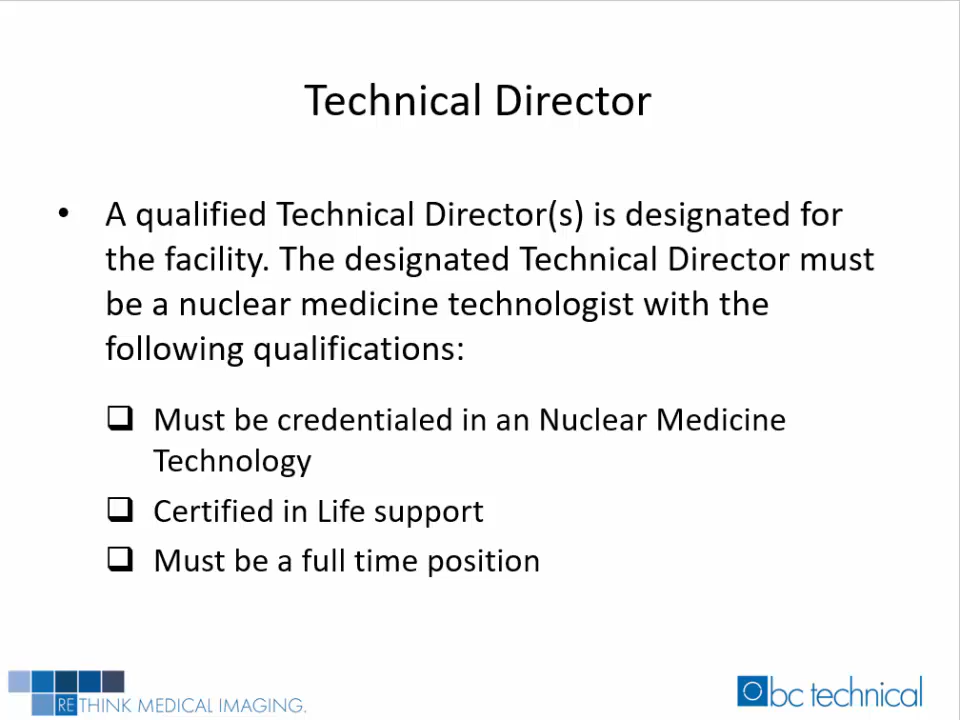 Technical Director
• A qualified Technical Director(s) is designated for
the facility. The designated Technical Director must
be a nuclear medicine technologist with the
following qualifications:
❑ Must be credentialed in an Nuclear Medicine
Technology
❑ Certified in Life support
❑ Must be a full time position
RETHINK MEDICAL IMAGING.
bc technical